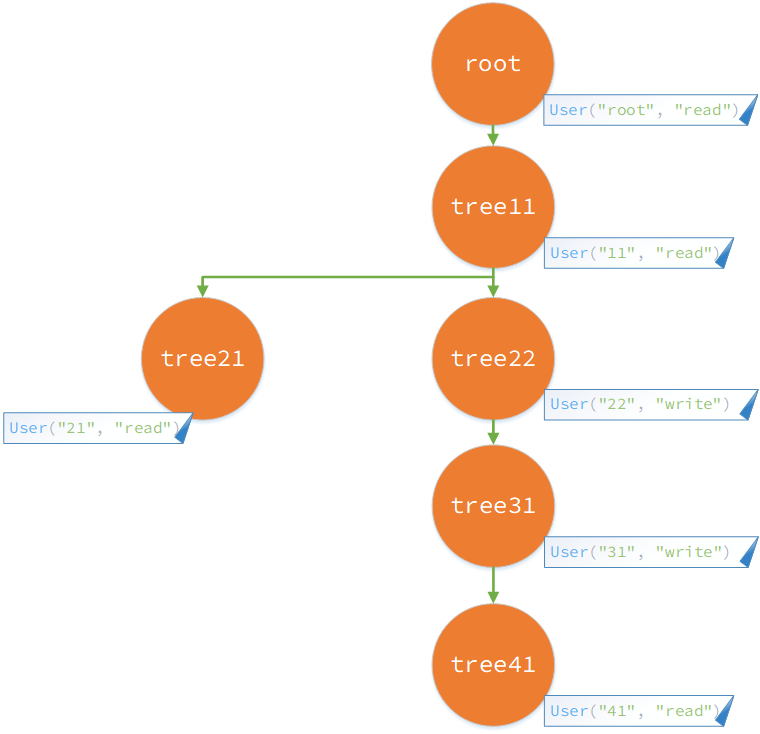 root
User("root", "read")
tree11
User("11", "read")
tree21
tree22
User("22", "write")
User("21", "read")
tree31
User("31", "write")
tree41
User("41", "read")